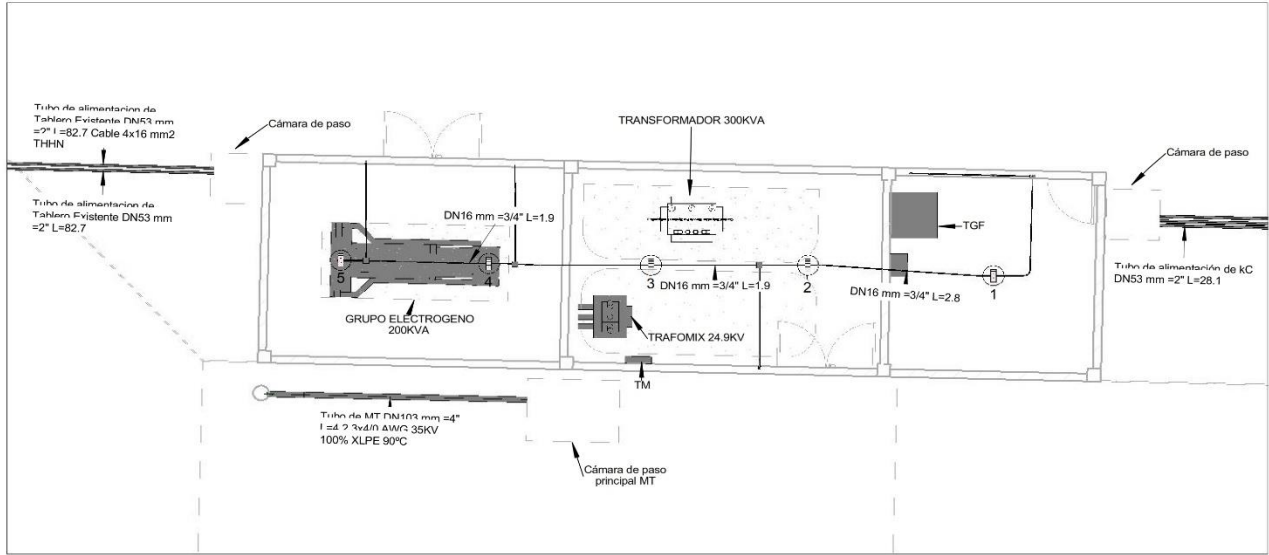 Tubo de alimentacion de
Tablero Existente DN53 mm
=2" L=82.7 Cable 4x16 mm2
THHN
Cámara de paso
TRANSFORMADOR 300KVA
Cámara de paso
Tubo de alimentacion de
Tablero Existente DN53 mm
=2" L=82.7
DN16 mm =3/4" L=1.9
TGF
5
4
3
2
1
DN16 mm =3/4" L=1.9
DN16 mm =3/4" L=2.8
Tubo de alimentación de kC
DN53 mm =2" L=28.1
GRUPO ELECTROGENO
200KVA
TRAFOMIX 24.9KV
TM
Tubo de MT DN103 mm =4"
L=4.2 3x4/0 AWG 35KV
100% XLPE 90ºC
Cámara de paso
principal MT